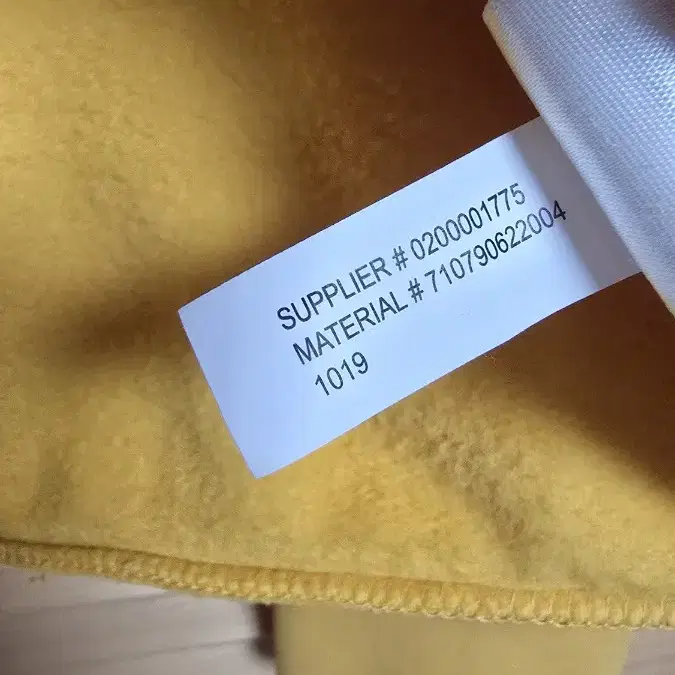 SUPPLIER # 0200001775
MATERIAL # 710790622004
1019